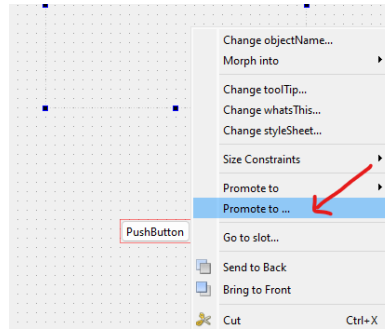 Change objectName...
Morph into
Change toolTip...
Change whatsThis...
Change styleSheet...
Size Constraints
Promote to
Promote to ...
PushButton
Go to slot...
Send to Back
Bring to Front
Cut Ctrl+X